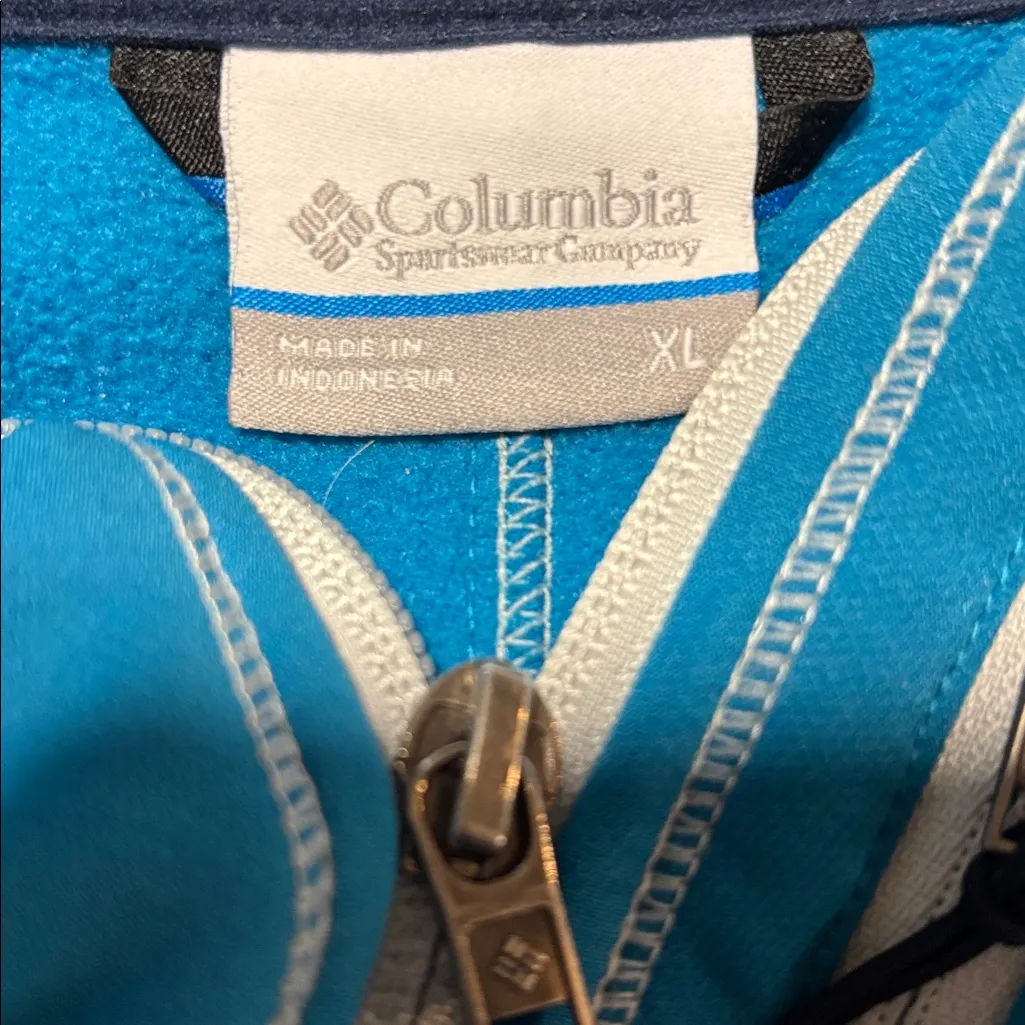 Columbia
Sportswear Company
MADE IN
INDONESIA
XL